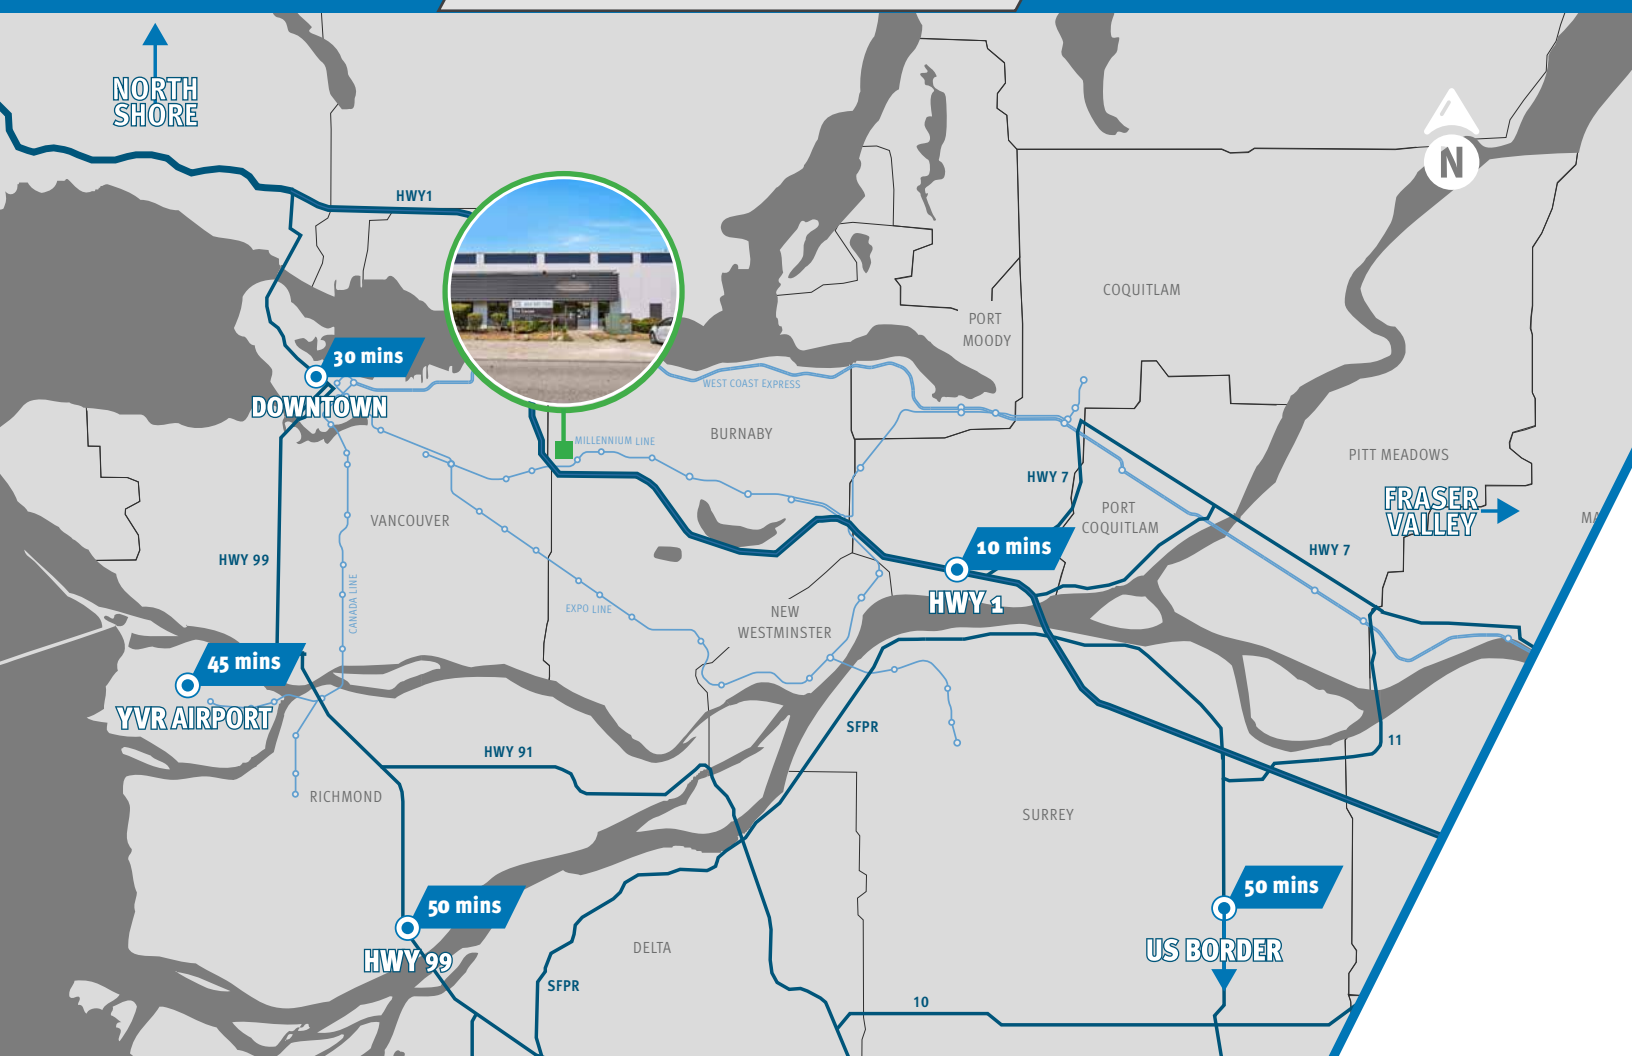 NORTH
SHORE
N
HWY1
COQUITLAM
PORT
MOODY
30 mins
DOWNTOWN
WEST COAST EXPRESS
BURNABY
MILLENNIUM LINE
PITT MEADOWS
HWY 7
FRASER
VALLEY
MA
PORT
COQUITLAM
VANCOUVER
10 mins
HWY 1
HWY 7
HWY 99
CANADA LINE
EXPO LINE
NEW
WESTMINSTER
45 mins
YVR AIRPORT
SFPR
11
HWY 91
RICHMOND
SURREY
50 mins
HWY 99
50 mins
US BORDER
DELTA
SFPR
10